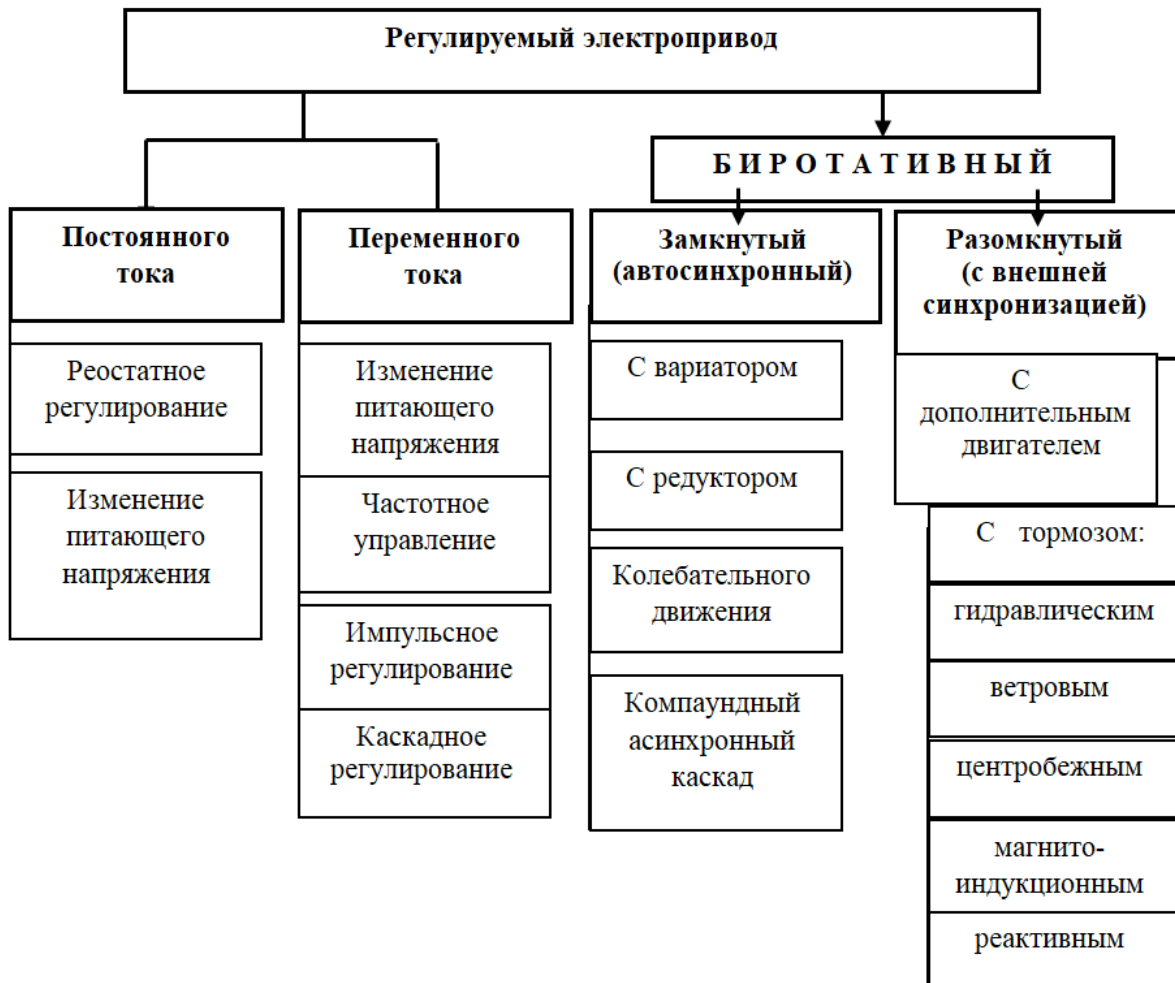 Регулируемый электропривод
Б И Р О Т А Т И В Н Ы Й
Постоянного
тока
Переменного
тока
Замкнутый
(автосинхронный)
Разомкнутый
(с внешней
синхронизацией)
Реостатное
регулирование
Изменение
питающего
напряжения
Изменение
питающего
напряжения
Частотное
управление
Импульсное
регулирование
Каскадное
регулирование
С вариатором
С редуктором
Колебательного
движения
Компаундный
асинхронный
каскад
С
дополнительным
двигателем
С тормозом:
гидравлическим
ветровым
центробежным
магнито-
индукционным
реактивным